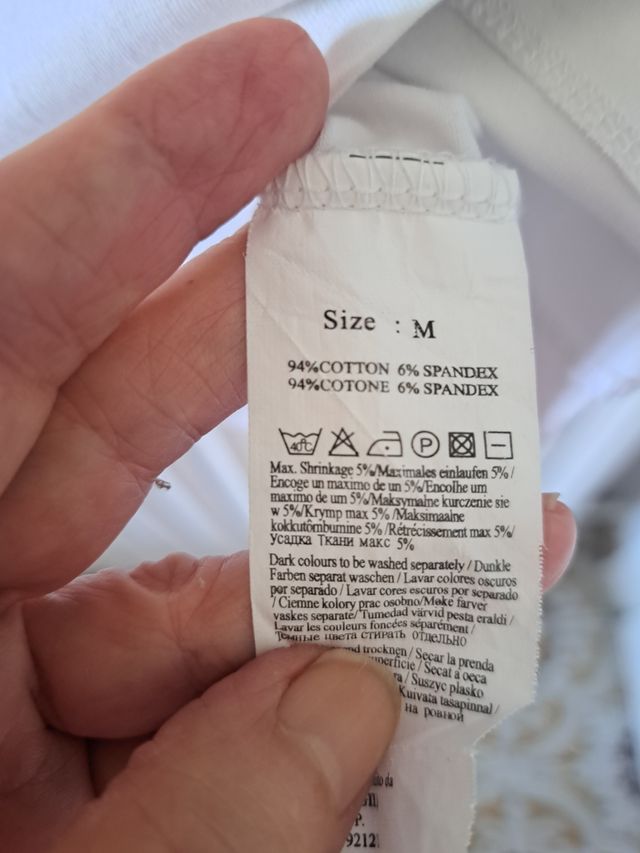 Size : M
94%COTTON 6% SPANDEX
94%COTONE 6% SPANDEX
40°C P
Max. Shrinkage 5%/Maximales einlaufen 5% /
Encoge un maximo de un 5%/Encolhe um
maximo de um 5%/Maksymalne kurczenie sie
w 5%/Krymp max 5% /Maksimaalne
kokkutõmbumine 5% /Rétrécissement max 5%/
усадка Ткани макс 5%
Dark colours to be washed separately / Dunkle
Farben separat waschen / Lavar colores oscuros
por separado / Lavar cores escuros por separado
/ Ciemne kolory prac osobno/Møke farver
vaskes separate/Tumedad värvid pesta eraldi /
Lavar les couleurs foncées séparément /
Темные цвета стирать отдельно
trocknen / Secar la prenda
/ Secat a oeca
/ Suszyc plasko
Kuivata tasapinnal /
на ровной
da
P.
9212